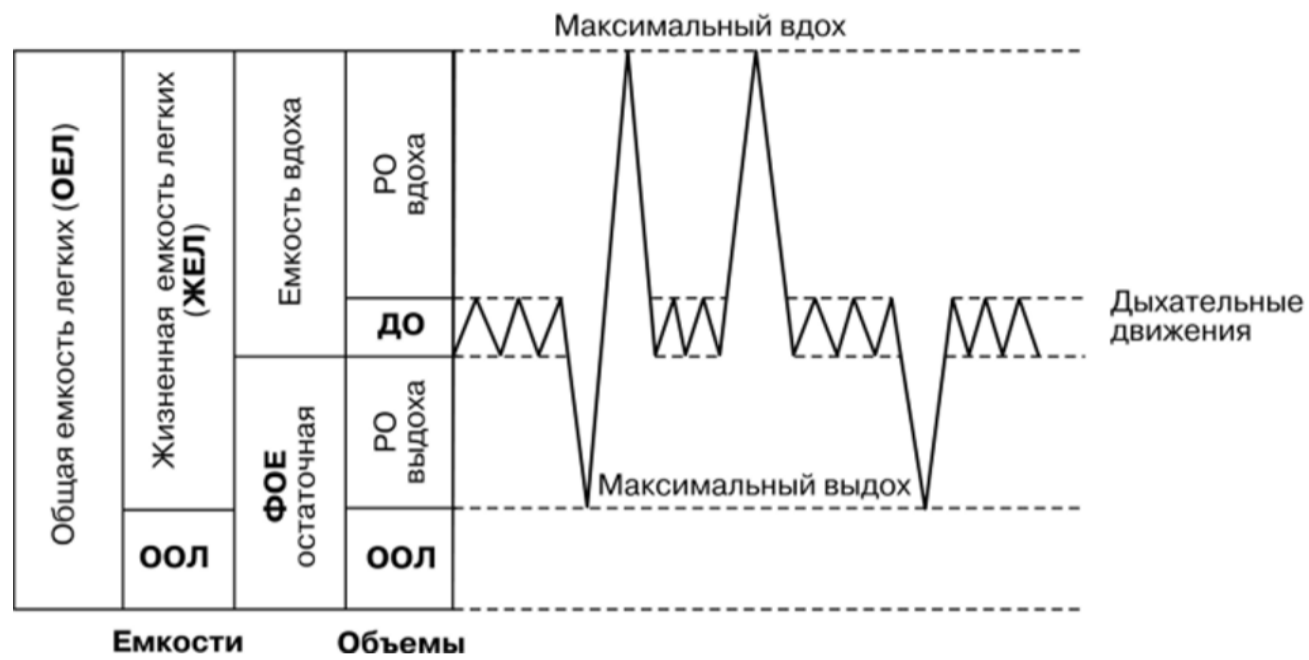 Максимальный вдох
Общая емкость легких (ОЕЛ)
Жизненная емкость легких
(ЖЕЛ)
ООЛ
Емкость вдоха
ФОЕ
остаточная
РО
вдоха
ДО
РО
выдоха
ООЛ
Дыхательные
движения
Максимальный выдох
Емкости
Объемы